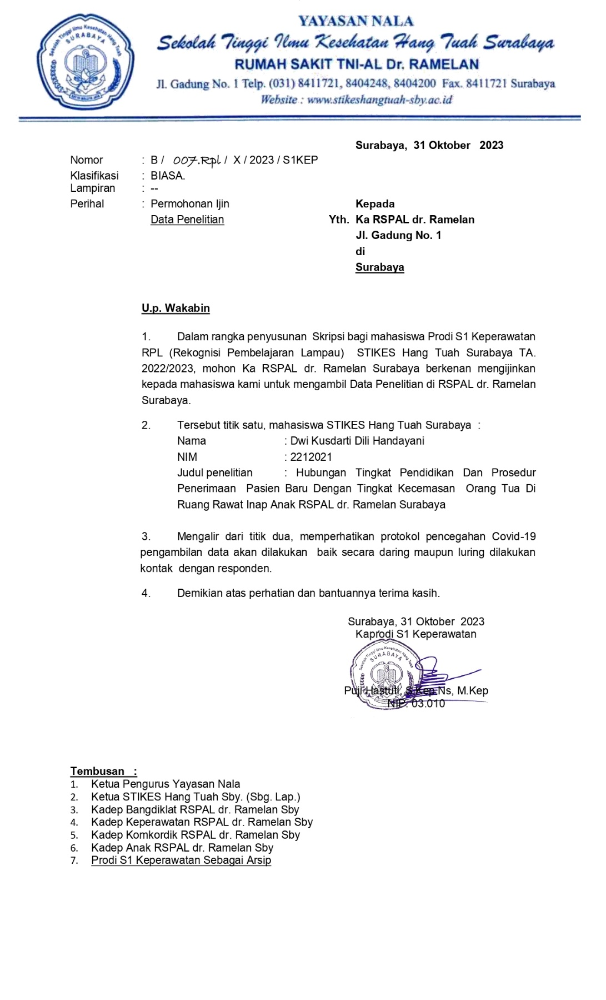 Sekolah Tinggi Ilmu Kesehatan Hang Tuah
SURABAYA
YAYASAN NALA
Sekolah Tinggi Ilmu Kesehatan Hang Tuah Surabaya
RUMAH SAKIT TNI-AL Dr. RAMELAN
Jl. Gadung No. 1 Telp. (031) 8411721, 8404248, 8404200 Fax. 8411721 Surabaya
Website : www.stikeshangtuah-sby.ac.id
Surabaya, 31 Oktober 2023
Nomor : B / 007.Rpl / X / 2023 / S1KEP
Klasifikasi : BIASA.
Lampiran : --
Perihal : Permohonan Ijin Kepada
Data Penelitian Yth. Ka RSPAL dr. Ramelan
Jl. Gadung No. 1
di
Surabaya
U.p. Wakabin
1. Dalam rangka penyusunan Skripsi bagi mahasiswa Prodi S1 Keperawatan
RPL (Rekognisi Pembelajaran Lampau) STIKES Hang Tuah Surabaya TA.
2022/2023, mohon Ka RSPAL dr. Ramelan Surabaya berkenan mengijinkan
kepada mahasiswa kami untuk mengambil Data Penelitian di RSPAL dr. Ramelan
Surabaya.
2. Tersebut titik satu, mahasiswa STIKES Hang Tuah Surabaya :
Nama : Dwi Kusdarti Dili Handayani
NIM : 2212021
Judul penelitian : Hubungan Tingkat Pendidikan Dan Prosedur
Penerimaan Pasien Baru Dengan Tingkat Kecemasan Orang Tua Di
Ruang Rawat Inap Anak RSPAL dr. Ramelan Surabaya
3. Mengalir dari titik dua, memperhatikan protokol pencegahan Covid-19
pengambilan data akan dilakukan baik secara daring maupun luring dilakukan
kontak dengan responden.
4. Demikian atas perhatian dan bantuannya terima kasih.
Surabaya, 31 Oktober 2023
Kaprodi S1 Keperawatan
Sekolah Tinggi Ilmu Kesehatan Hang Tuah
SURABAYA
Puji Hastuti, S.Kep.Ns, M.Kep
NIP. 03.010
Tembusan :
1. Ketua Pengurus Yayasan Nala
2. Ketua STIKES Hang Tuah Sby. (Sbg. Lap.)
3. Kadep Bangdiklat RSPAL dr. Ramelan Sby
4. Kadep Keperawatan RSPAL dr. Ramelan Sby
5. Kadep Komkordik RSPAL dr. Ramelan Sby
6. Kadep Anak RSPAL dr. Ramelan Sby
7. Prodi S1 Keperawatan Sebagai Arsip